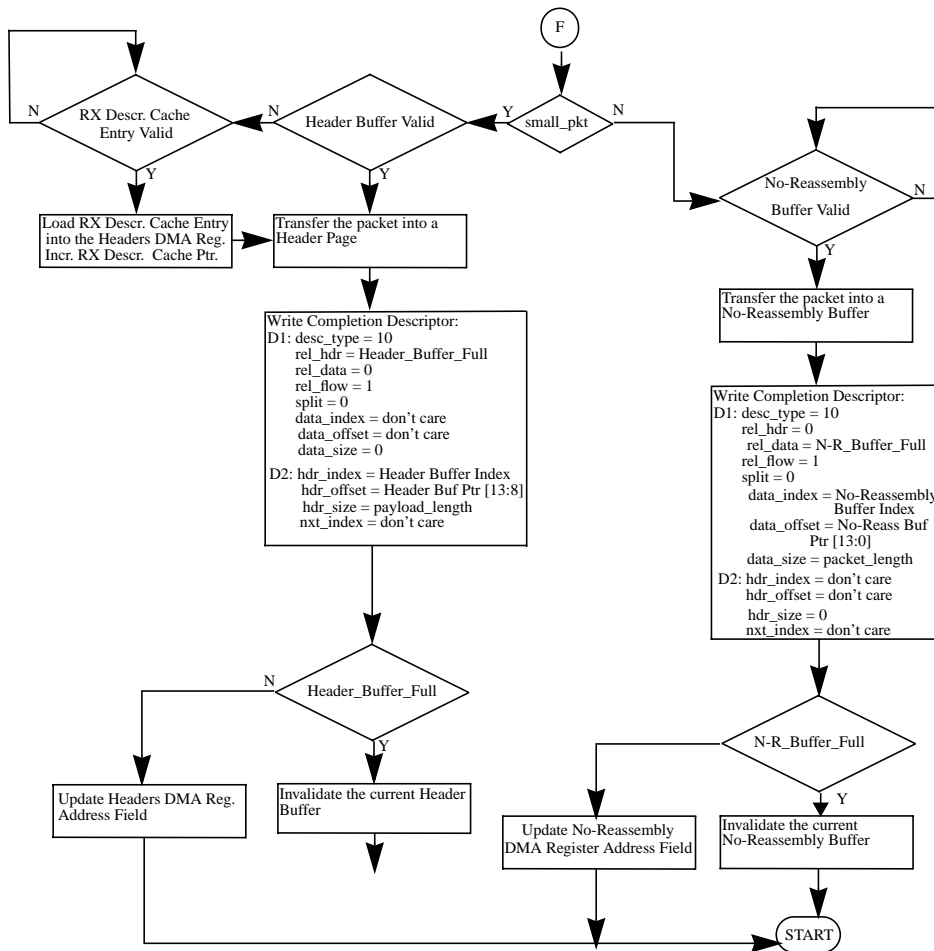 F
N
RX Descr. Cache
Entry Valid
Y
N
Header Buffer Valid
Y
Y
small_pkt
N
No-Reassembly
Buffer Valid
N
Y
Load RX Descr. Cache Entry
into the Headers DMA Reg.
Incr. RX Descr. Cache Ptr.
Transfer the packet into a
Header Page
Transfer the packet into a
No-Reassembly Buffer
Write Completion Descriptor:
D1: desc_type = 10
rel_hdr = Header_Buffer_Full
rel_data = 0
rel_flow = 1
split = 0
data_index = don't care
data_offset = don't care
data_size = 0
D2: hdr_index = Header Buffer Index
hdr_offset = Header Buf Ptr [13:8]
hdr_size = payload_length
nxt_index = don't care
Write Completion Descriptor:
D1: desc_type = 10
rel_hdr = 0
rel_data = N-R_Buffer_Full
rel_flow = 1
split = 0
data_index = No-Reassembly
Buffer Index
data_offset = No-Reass Buf
Ptr [13:0]
data_size = packet_length
D2: hdr_index = don't care
hdr_offset = don't care
hdr_size = 0
nxt_index = don't care
N
Header_Buffer_Full
Y
N-R_Buffer_Full
Y
Update Headers DMA Reg.
Address Field
Invalidate the current Header
Buffer
Update No-Reassembly
DMA Register Address Field
Invalidate the current
No-Reassembly Buffer
START